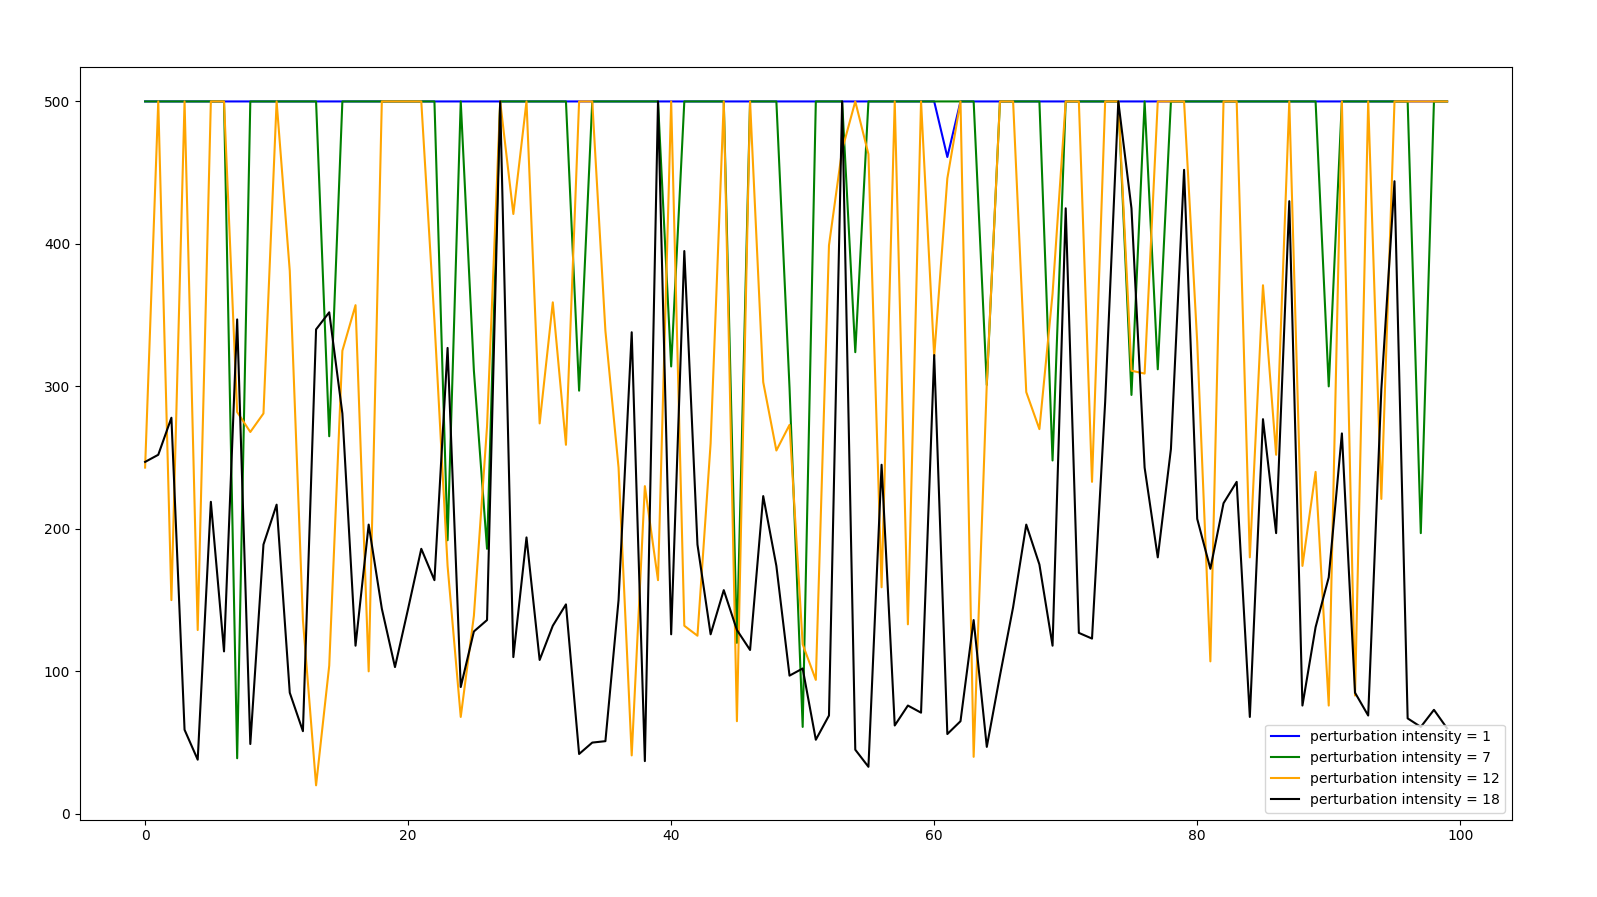 500
400
300
200
100
0
0 20 40 60 80 100
perturbation intensity = 1
perturbation intensity = 7
perturbation intensity = 12
perturbation intensity = 18